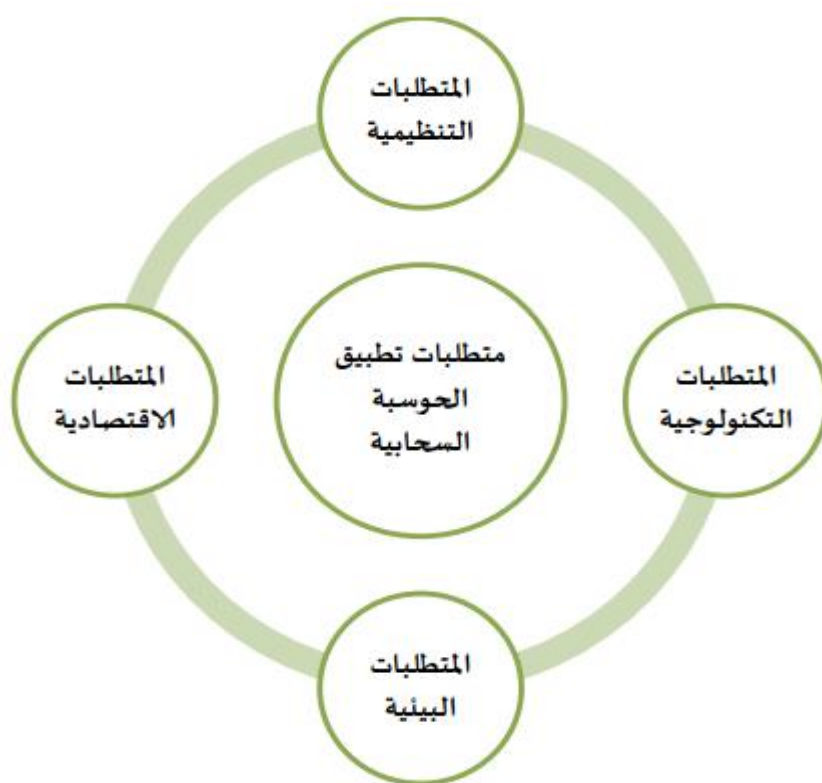 المتطلبات
التنظيمية
المتطلبات
التكنولوجية
متطلبات تطبيق
الحوسبة
السحابية
المتطلبات
الاقتصادية
المتطلبات
البيئية